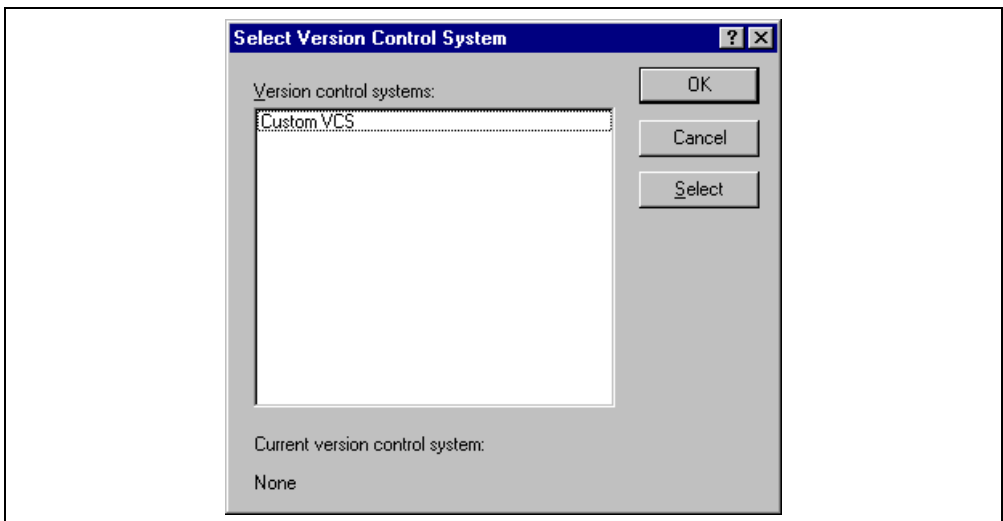 Select Version Control System
OK
Version control systems:
Custom VCS
Cancel
Select
Current version control system:
None